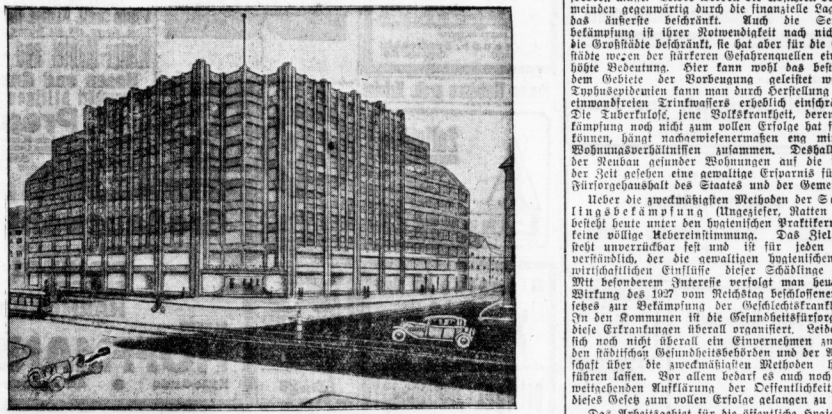 meinden gegenwärtig durch die finanzielle Lag
das äußerste beschränkt. Auch die Se
bekämpfung ist ihrer Notwendigkeit nach nich
die Großstädte beschränkt, sie hat aber für die
städte wegen der stärkeren Gefahrenquellen ein
höhte Bedeutung. Hier kann wohl das best
dem Gebiete der Vorbeugung geleistet w
Typhusepidemien kann man durch Herstellung
einwandfreien Trinkwassers erheblich einschr
Die Tuberkulose, jene Volkskrankheit, deren
kämpfung noch nicht zum vollen Erfolge hat f
können, hängt nachgewiesenermaßen eng mi
Wohnungsverhältnissen zusammen. Deshall
der Neubau gesunder Wohnungen auf die
der Zeit gesehen eine gewaltige Ersparnis für
Fürsorgehaushalt des Staates und der Geme
Ueber die zweckmäßigsten Methoden der Sc
lingsbekämpfung (Ungeziefer, Ratten
besteht heute unter den hygienischen Praktikern
keine völlige Uebereinstimmung. Das Ziel
steht unverrückbar fest und ist für jeden
verständlich, der die gewaltigen hygienischen
wirtschaftlichen Einflüsse dieser Schädlinge
Mit besonderem Interesse verfolgt man heu
Wirkung des 1927 vom Reichstag beschlossene
setzes zur Bekämpfung der Geschlechtskrankh
In den Kommunen ist die Gesundheitsfürsorg
diese Erkrankungen überall organisiert. Leide
sich noch nicht überall ein Einvernehmen zw
den städtischen Gesundheitsbehörden und der A
schaft über die zweckmäßigsten Methoden h
führen lassen. Vor allem bedarf es auch noch
weitgehenden Aufklärung der Oeffentlichkeit,
dieses Gesetz zum vollen Erfolge gelangen zu
Das Arbeitsgebiet für die öffentliche Hyg